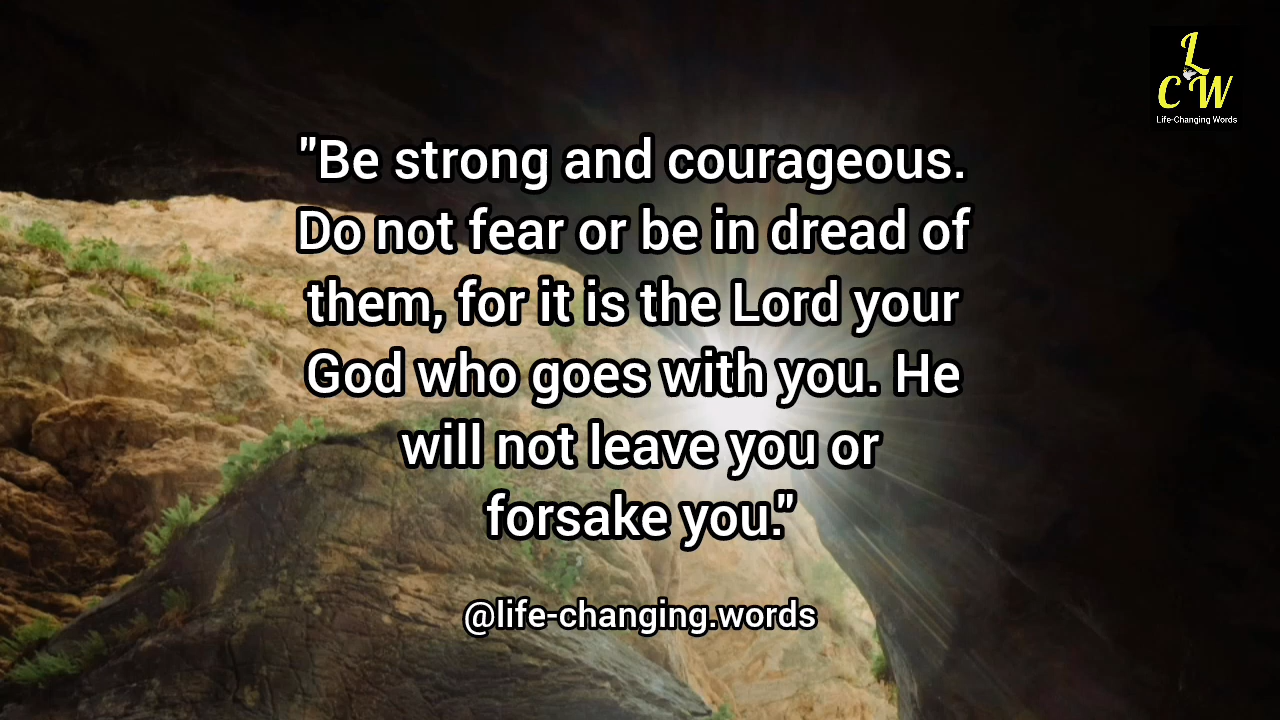 L
C W
Life-Changing Words
"Be strong and courageous.
Do not fear or be in dread of
them, for it is the Lord your
God who goes with you. He
will not leave you or
forsake you."
@life-changing.words